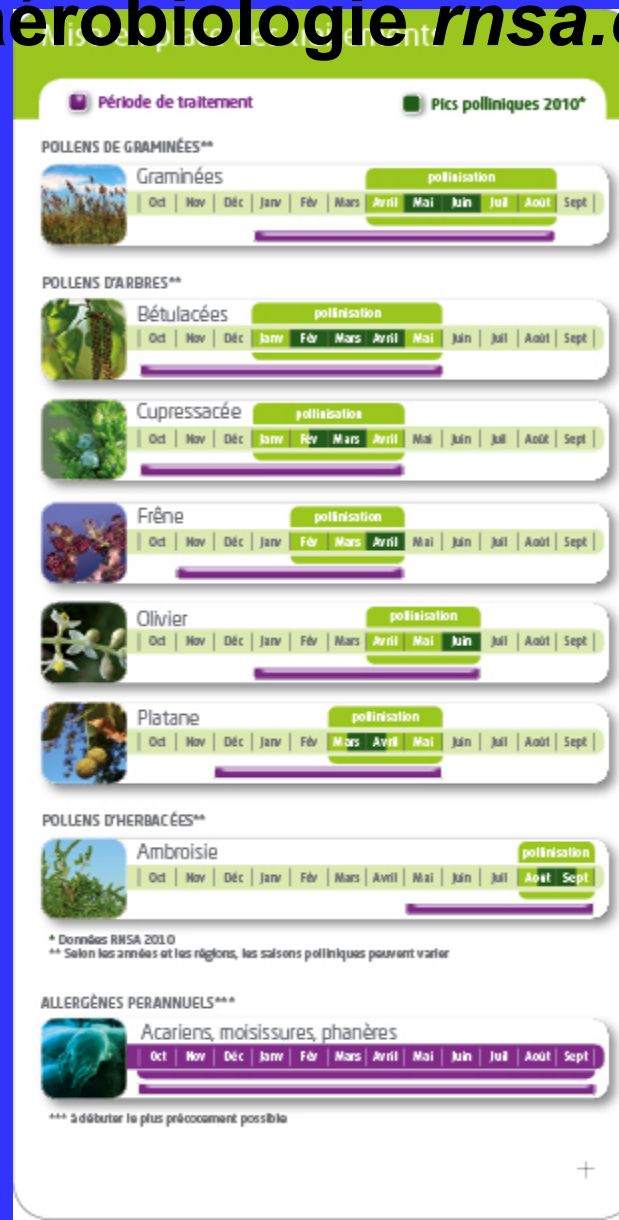 aérobiologie rnsa.
Mise en place des traitements
Période de traitement
Pics polliniques 2010*
POLLENS DE GRAMINÉES**
Graminées
pollinisation
Oct | Nov | Déc | Janv | Fév | Mars | Avril | Mai | Juin | Juil | Août | Sept |
POLLENS D'ARBRES**
Bétulacées
pollinisation
Oct | Nov | Déc | Janv | Fév | Mars | Avril | Mai | Juin | Juil | Août | Sept |
Cupressacée
pollinisation
Oct | Nov | Déc | Janv | Fév | Mars | Avril | Mai | Juin | Juil | Août | Sept |
Frêne
pollinisation
Oct | Nov | Déc | Janv | Fév | Mars | Avril | Mai | Juin | Juil | Août | Sept |
Olivier
pollinisation
Oct | Nov | Déc | Janv | Fév | Mars | Avril | Mai | Juin | Juil | Août | Sept |
Platane
pollinisation
Oct | Nov | Déc | Janv | Fév | Mars | Avril | Mai | Juin | Juil | Août | Sept |
POLLENS D'HERBACÉES**
Ambroisie
pollinisation
Oct | Nov | Déc | Janv | Fév | Mars | Avril | Mai | Juin | Juil | Août | Sept
* Données RNSA 2010
** Selon les années et les régions, les saisons polliniques peuvent varier
ALLERGÈNES PERANNUELS***
Acariens, moisissures, phanères
Oct | Nov | Déc | Janv | Fév | Mars | Avril | Mai | Juin | Juil | Août | Sept
*** à débuter le plus précocement possible